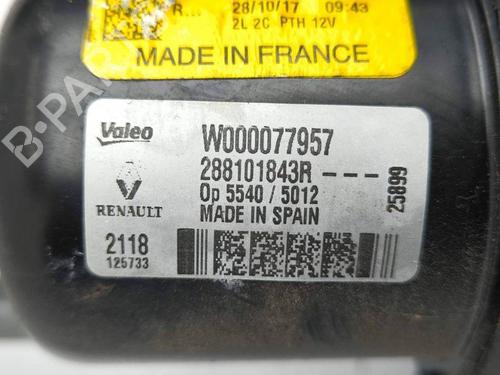 R... 28/10/17 09:43
2L 2C PTH 12V
MADE IN FRANCE
Valeo W000077957
288101843R---
Op 5540 / 5012
RENAULT MADE IN SPAIN
25899
2118
125733
B-PARTS